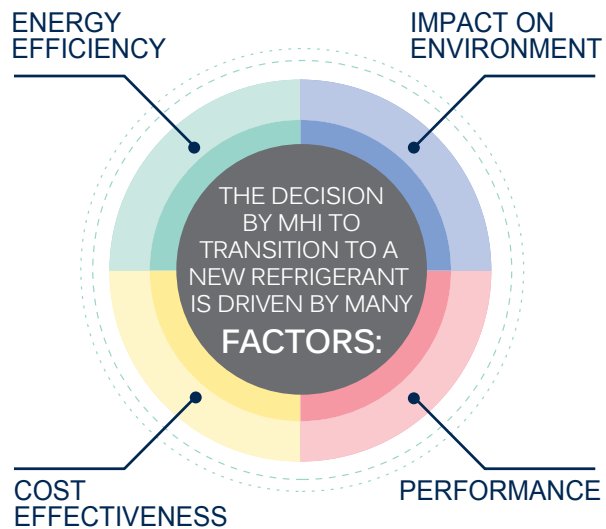 ENERGY
EFFICIENCY
IMPACT ON
ENVIRONMENT
THE DECISION
BY MHI TO
TRANSITION TO A
NEW REFRIGERANT
IS DRIVEN BY MANY
FACTORS:
COST
EFFECTIVENESS
PERFORMANCE